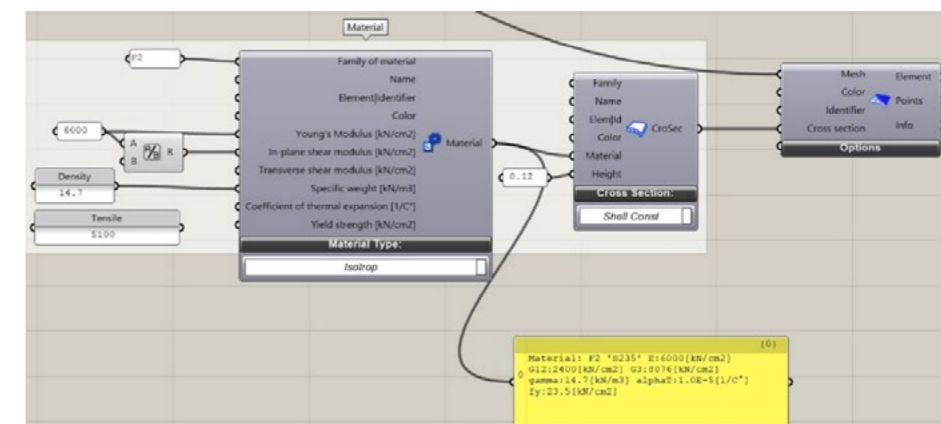 Material
F2
Family of material
Name
Element|Identifier
Color
Young's Modulus [kN/cm2]
In-plane shear modulus [kN/cm2]
Transverse shear modulus [kN/cm2]
Specific weight [kN/m3]
Coefficient of thermal expansion [1/C°]
Yield strength [kN/cm2]
Material
Material Type:
Isotrop
6000
A
B
A/B
R
Density
14.7
Tensile
5100
0.12
Family
Name
Elem|Id
Color
Material
Height
CroSec
Cross Section:
Shell Const
Mesh
Color
Identifier
Cross section
Element
Points
Info
Options
{0}
0
Material: F2 'S235' E:6000[kN/cm2]
G12:2400[kN/cm2] G3:8076[kN/cm2]
gamma:14.7[kN/m3] alphaT:1.0E-5[1/C°]
fy:23.5[kN/cm2]